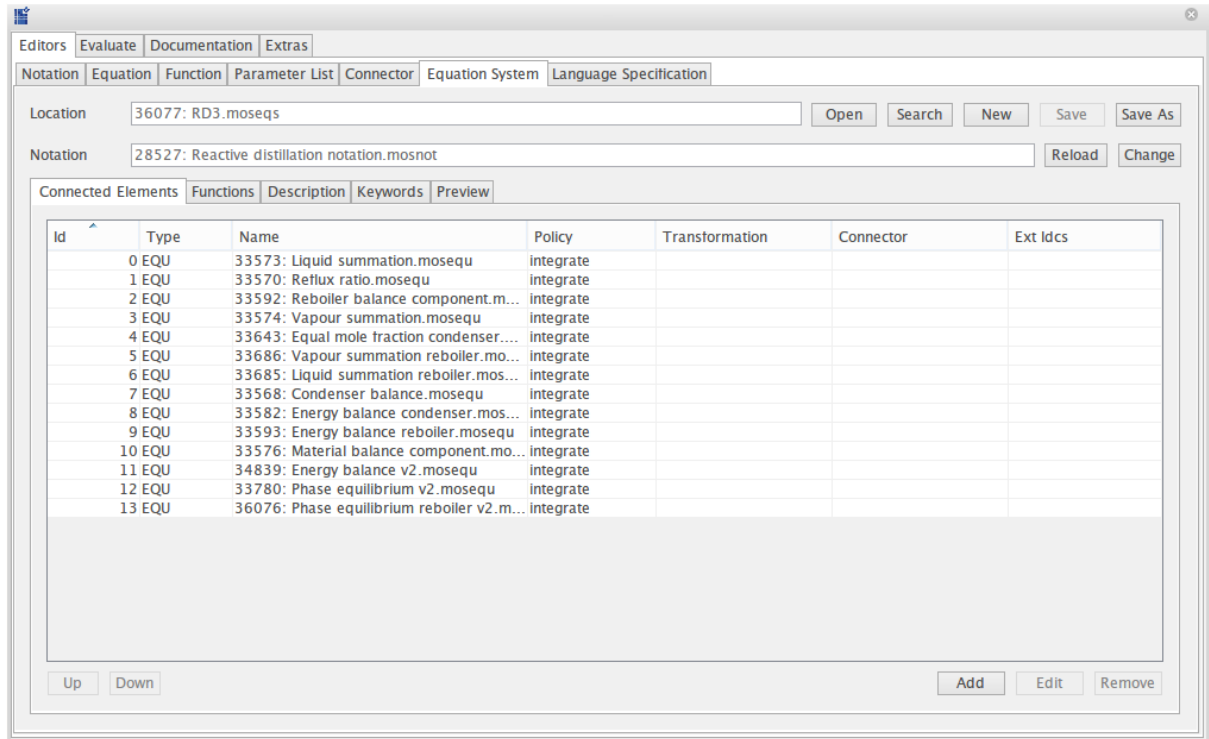 Editors Evaluate Documentation Extras
Notation Equation Function Parameter List Connector Equation System Language Specification
Location 36077: RD3.moseqs Open Search New Save Save As
Notation 28527: Reactive distillation notation.mosnot Reload Change
Connected Elements Functions Description Keywords Preview
Id Type Name Policy Transformation Connector Ext Idcs
0 EQU 33573: Liquid summation.mosequ integrate
1 EQU 33570: Reflux ratio.mosequ integrate
2 EQU 33592: Reboiler balance component.m... integrate
3 EQU 33574: Vapour summation.mosequ integrate
4 EQU 33643: Equal mole fraction condenser.... integrate
5 EQU 33686: Vapour summation reboiler.mo... integrate
6 EQU 33685: Liquid summation reboiler.mos... integrate
7 EQU 33568: Condenser balance.mosequ integrate
8 EQU 33582: Energy balance condenser.mos... integrate
9 EQU 33593: Energy balance reboiler.mosequ integrate
10 EQU 33576: Material balance component.mo... integrate
11 EQU 34839: Energy balance v2.mosequ integrate
12 EQU 33780: Phase equilibrium v2.mosequ integrate
13 EQU 36076: Phase equilibrium reboiler v2.m... integrate
Up Down Add Edit Remove